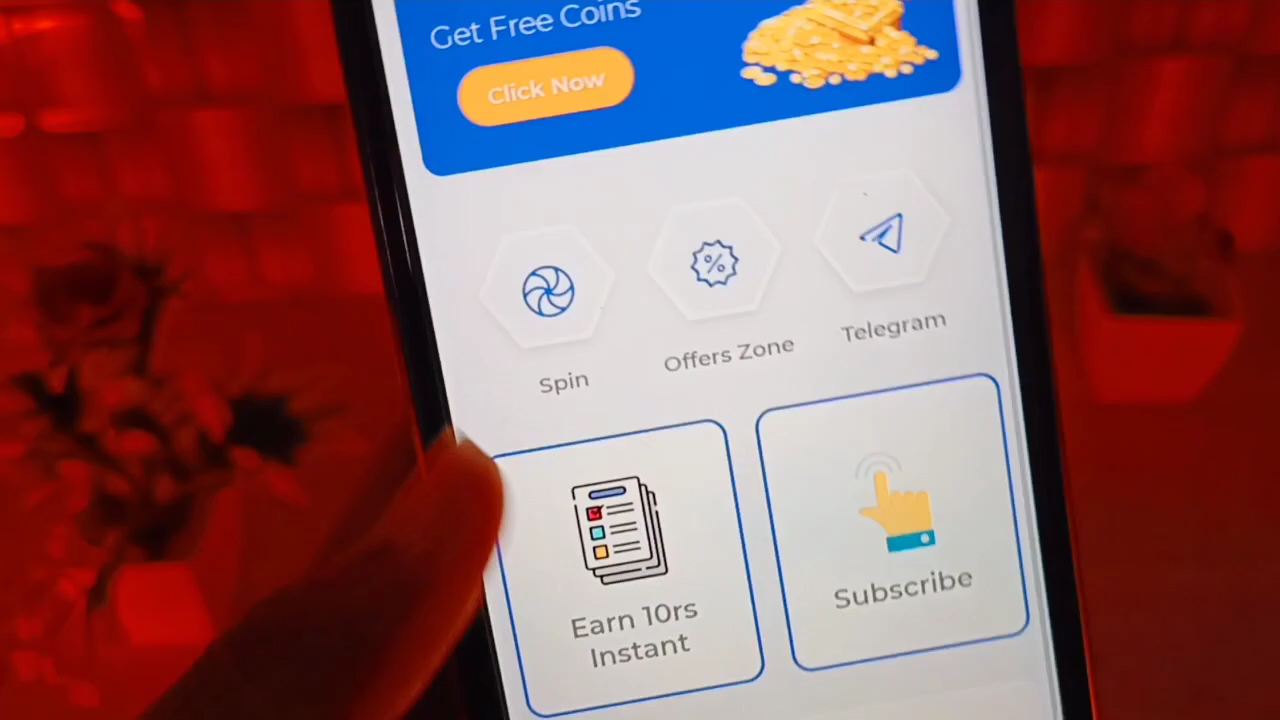 Get Free Coins
Click Now
Spin
Offers Zone
Telegram
Earn 10rs
Instant
Subscribe